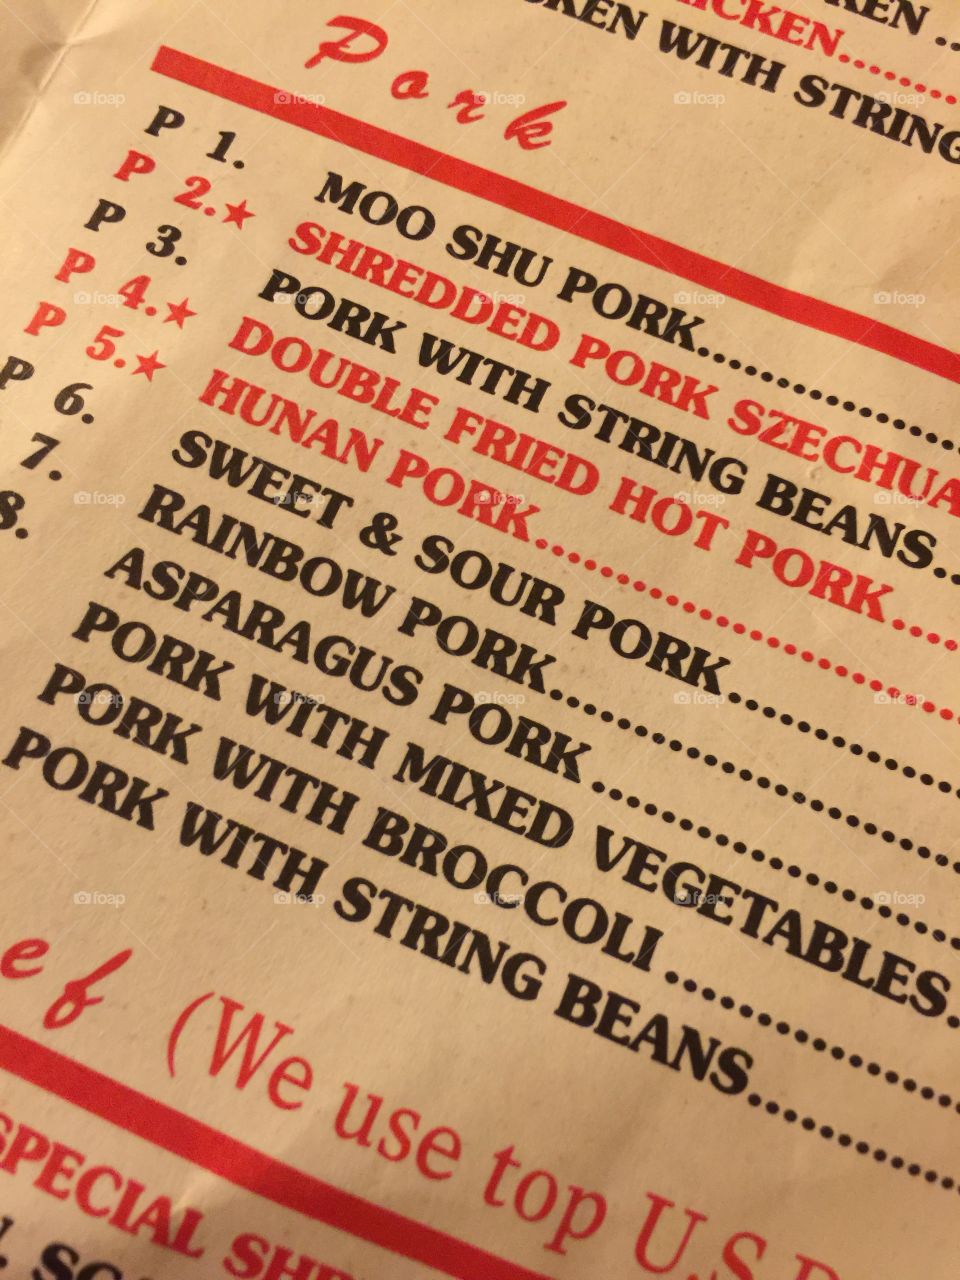 CHICKEN WITH STRING
Pork
P 1. MOO SHU PORK
P 2.★ SHREDDED PORK SZECHUA
P 3. PORK WITH STRING BEANS
P 4.★ DOUBLE FRIED HOT PORK
P 5.★ HUNAN PORK
P 6. SWEET & SOUR PORK
7. RAINBOW PORK
8. ASPARAGUS PORK
PORK WITH MIXED VEGETABLES
PORK WITH BROCCOLI
PORK WITH STRING BEANS
ef (We use top U.S.
SPECIAL SH
foap